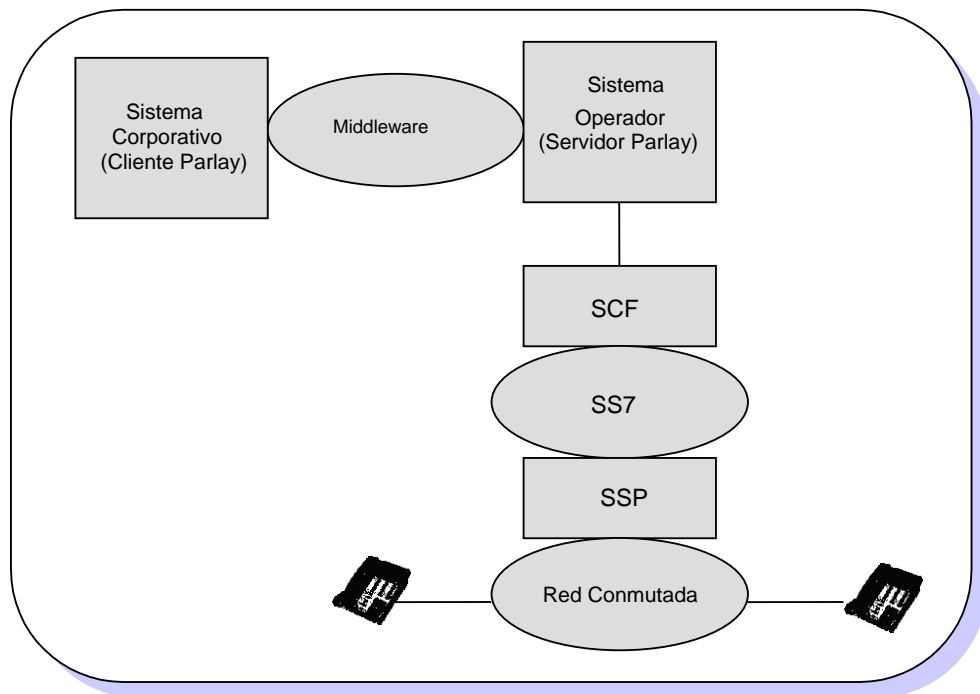 Sistema
Corporativo
(Cliente Parlay)
Middleware
Sistema
Operador
(Servidor Parlay)
SCF
SS7
SSP
Red Conmutada